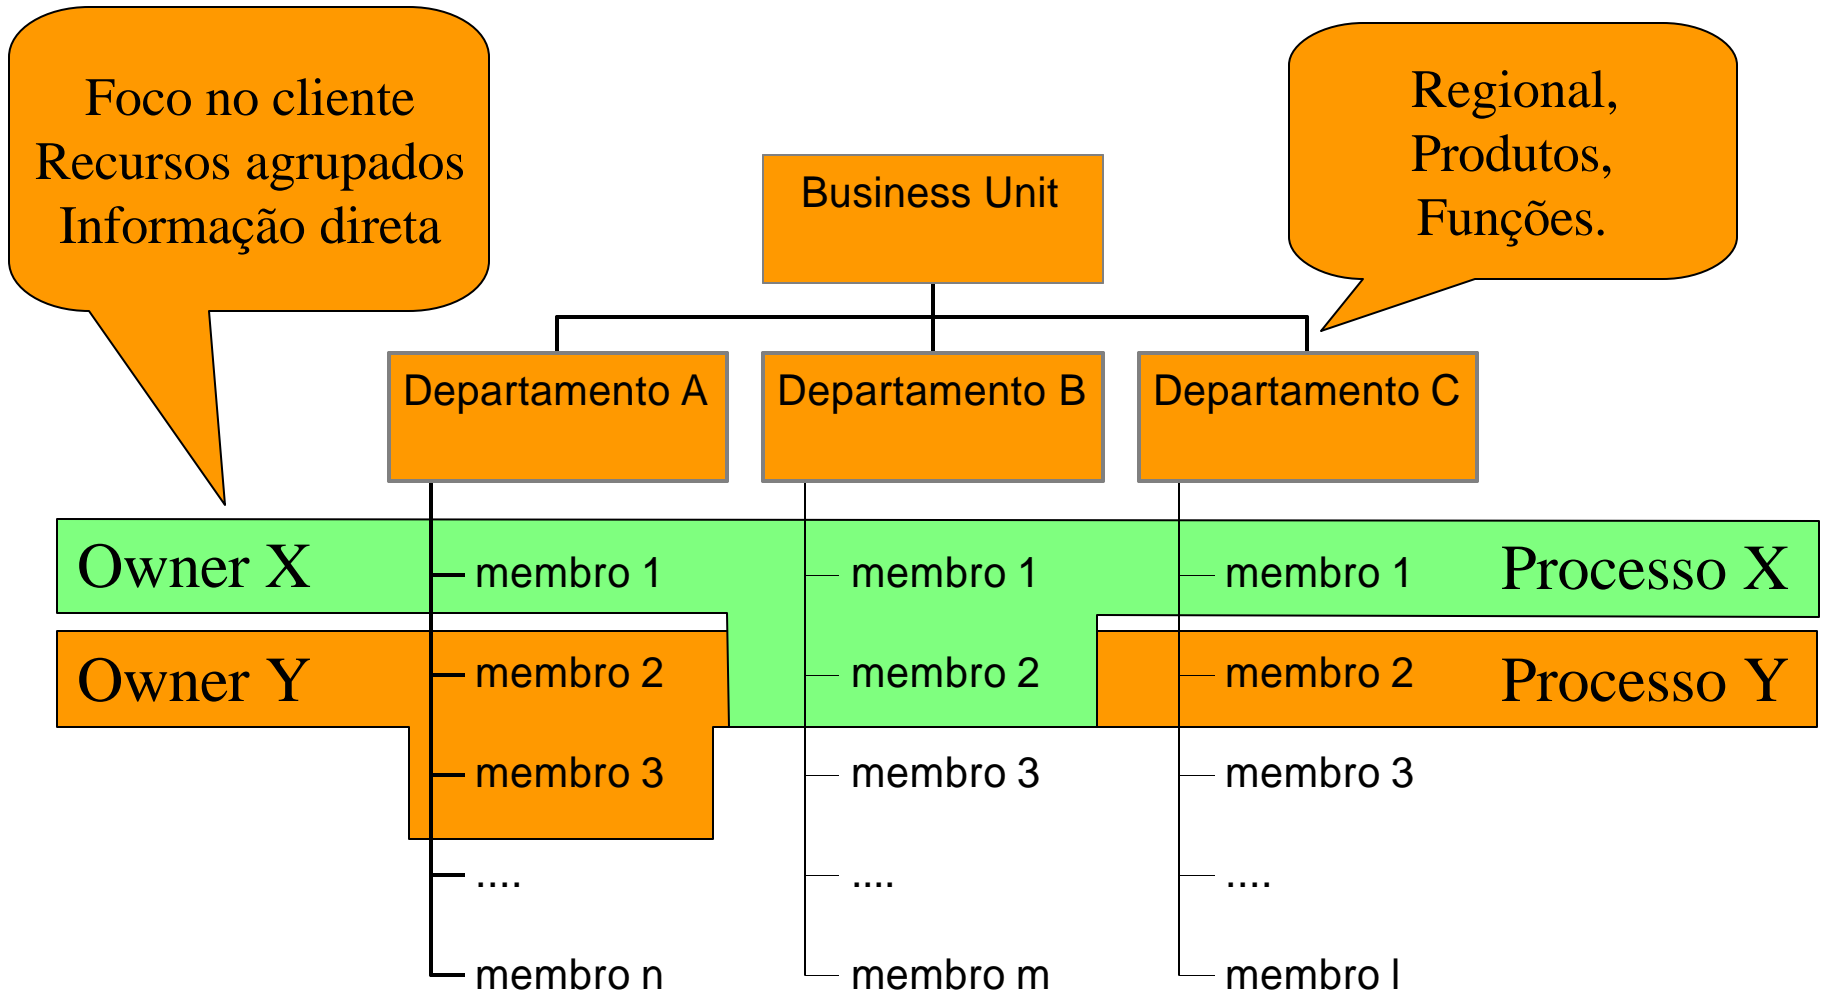 Foco no cliente
Recursos agrupados
Informação direta
Regional,
Produtos,
Funções.
Business Unit
Departamento A
Departamento B
Departamento C
Owner X
membro 1
membro 1
membro 1
Processo X
Owner Y
membro 2
membro 2
membro 2
Processo Y
membro 3
membro 3
membro 3
....
....
....
membro n
membro m
membro l